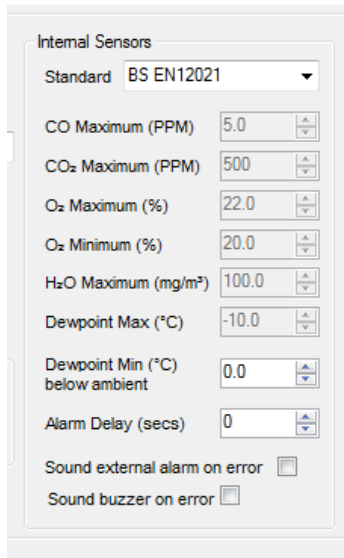 Internal Sensors
Standard BS EN12021
CO Maximum (PPM) 5.0
CO₂ Maximum (PPM) 500
O₂ Maximum (%) 22.0
O₂ Minimum (%) 20.0
H₂O Maximum (mg/m³) 100.0
Dewpoint Max (°C) -10.0
Dewpoint Min (°C) 0.0
below ambient
Alarm Delay (secs) 0
Sound external alarm on error
Sound buzzer on error